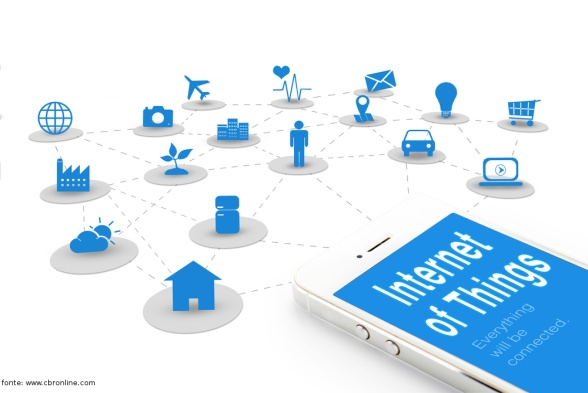 Internet
of Things
Everything
will be
connected.
fonte: www.cbronline.com